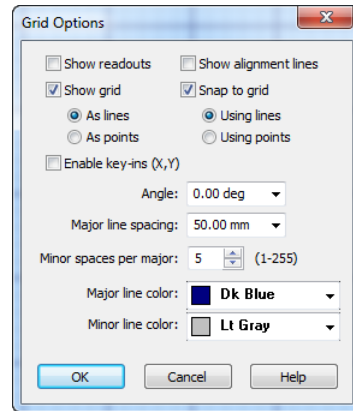 Grid Options
Show readouts Show alignment lines
Show grid Snap to grid
As lines Using lines
As points Using points
Enable key-ins (X,Y)
Angle: 0.00 deg
Major line spacing: 50.00 mm
Minor spaces per major: 5 (1-255)
Major line color: Dk Blue
Minor line color: Lt Gray
OK Cancel Help